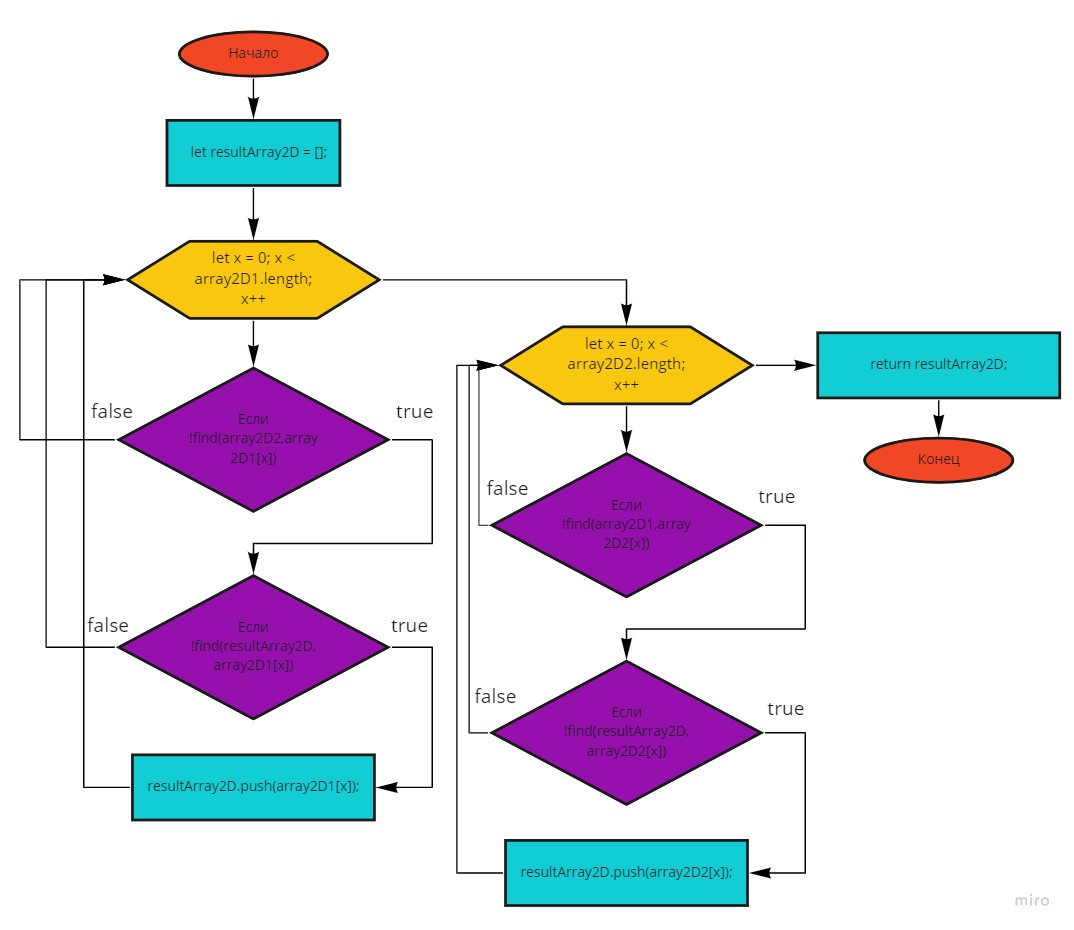 Начало
let resultArray2D = [];
let x = 0; x <
array2D1.length;
x++
false
true
Если
!find(array2D2,array
2D1[x])
false
true
Если
!find(resultArray2D,
array2D1[x])
resultArray2D.push(array2D1[x]);
let x = 0; x <
array2D2.length;
x++
false
true
Если
!find(array2D1,array
2D2[x])
false
true
Если
!find(resultArray2D,
array2D2[x])
resultArray2D.push(array2D2[x]);
return resultArray2D;
Конец
miro